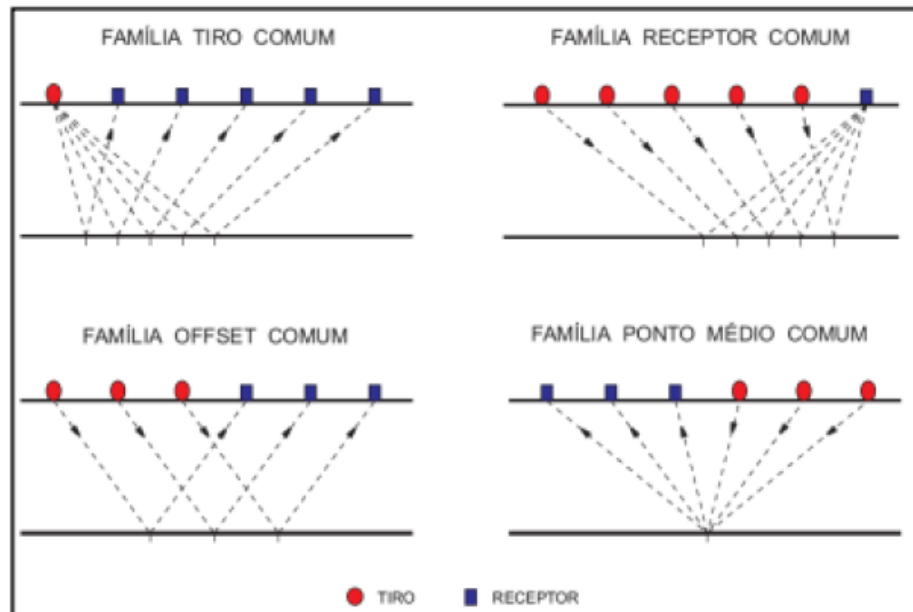 FAMÍLIA TIRO COMUM
FAMÍLIA RECEPTOR COMUM
FAMÍLIA OFFSET COMUM
FAMÍLIA PONTO MÉDIO COMUM
TIRO
RECEPTOR